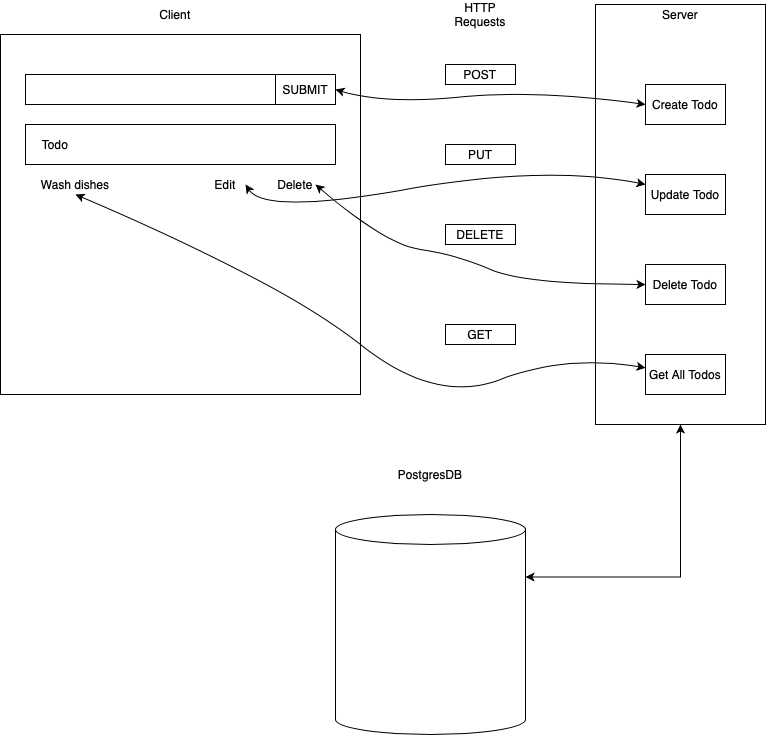 Client
HTTP
Requests
Server
SUBMIT
POST
Create Todo
Todo
PUT
Wash dishes
Edit
Delete
Update Todo
DELETE
Delete Todo
GET
Get All Todos
PostgresDB